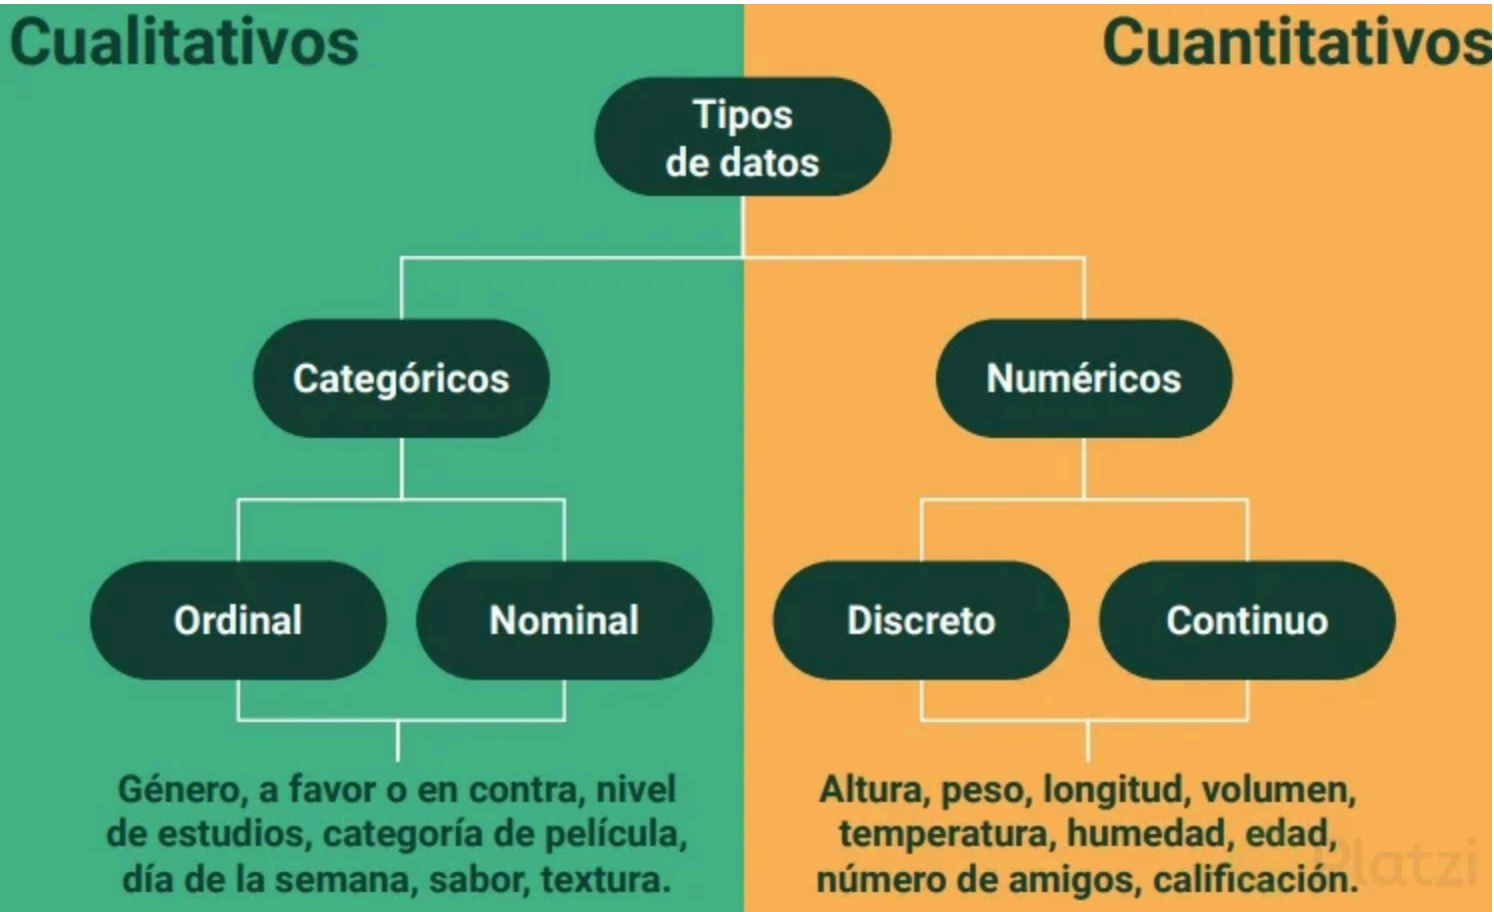 Cualitativos
Cuantitativos
Tipos
de datos
Categóricos
Numéricos
Ordinal
Nominal
Discreto
Continuo
Género, a favor o en contra, nivel
de estudios, categoría de película,
día de la semana, sabor, textura.
Altura, peso, longitud, volumen,
temperatura, humedad, edad,
número de amigos, calificación.
Platzi